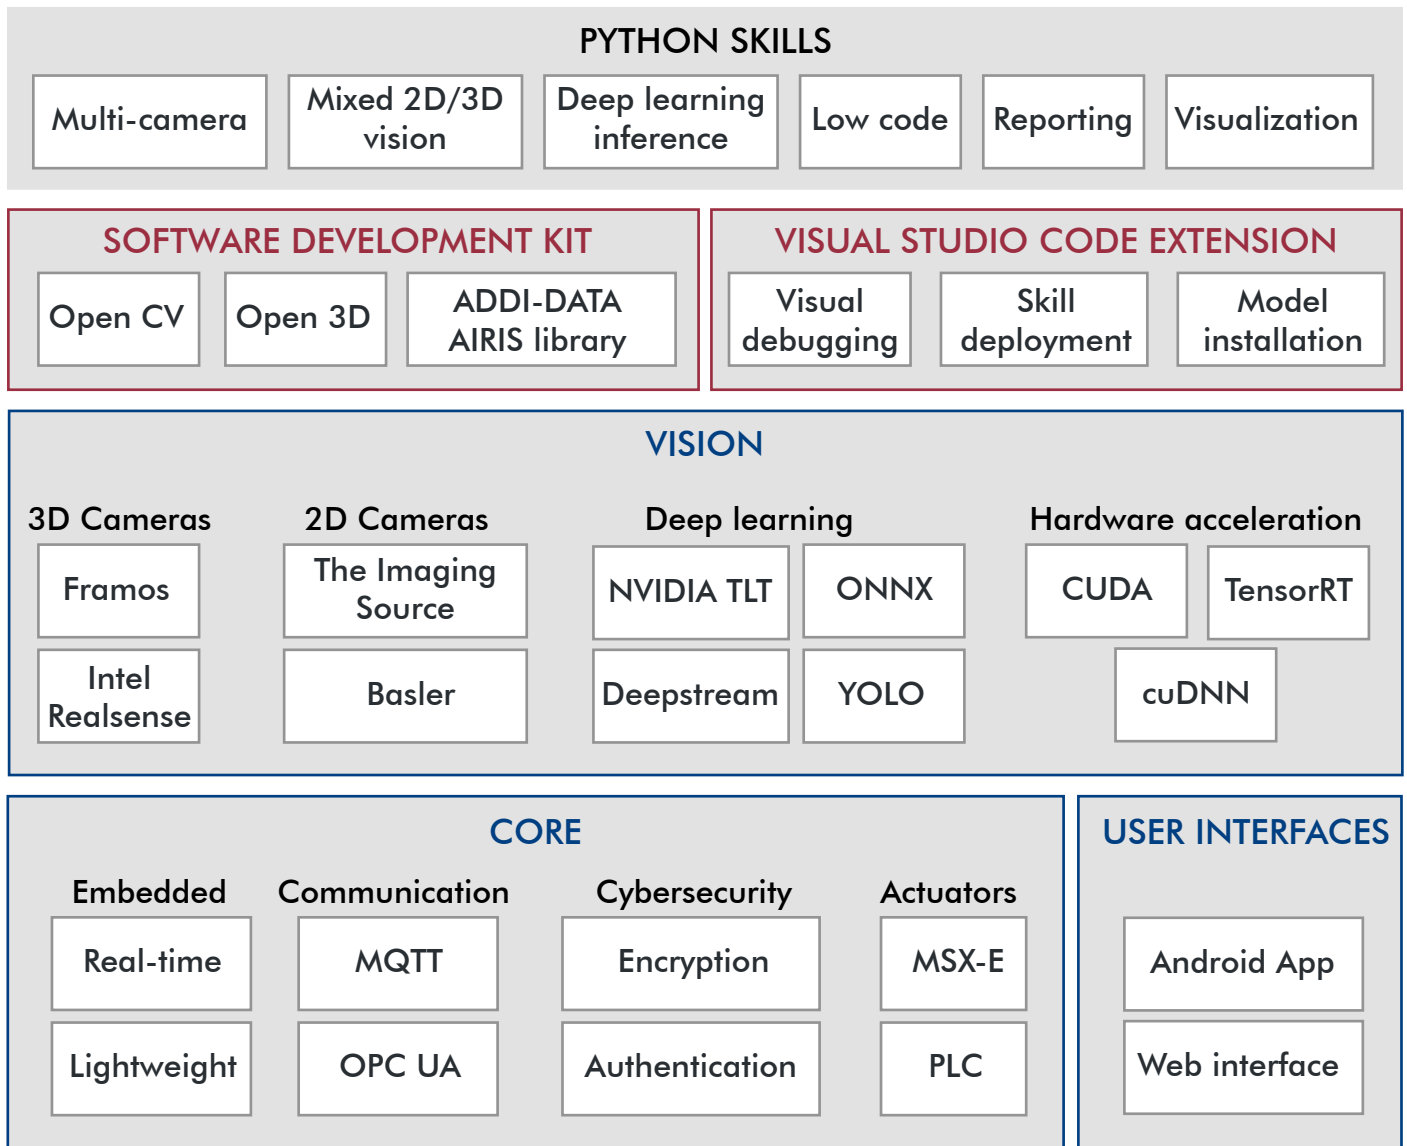 PYTHON SKILLS
Multi-camera
Mixed 2D/3D
vision
Deep learning
inference
Low code
Reporting
Visualization
SOFTWARE DEVELOPMENT KIT
Open CV
Open 3D
ADDI-DATA
AIRIS library
VISUAL STUDIO CODE EXTENSION
Visual
debugging
Skill
deployment
Model
installation
VISION
3D Cameras
Framos
Intel
Realsense
2D Cameras
The Imaging
Source
Basler
Deep learning
NVIDIA TLT
ONNX
Deepstream
YOLO
Hardware acceleration
CUDA
TensorRT
cuDNN
CORE
Embedded
Real-time
Lightweight
Communication
MQTT
OPC UA
Cybersecurity
Encryption
Authentication
Actuators
MSX-E
PLC
USER INTERFACES
Android App
Web interface